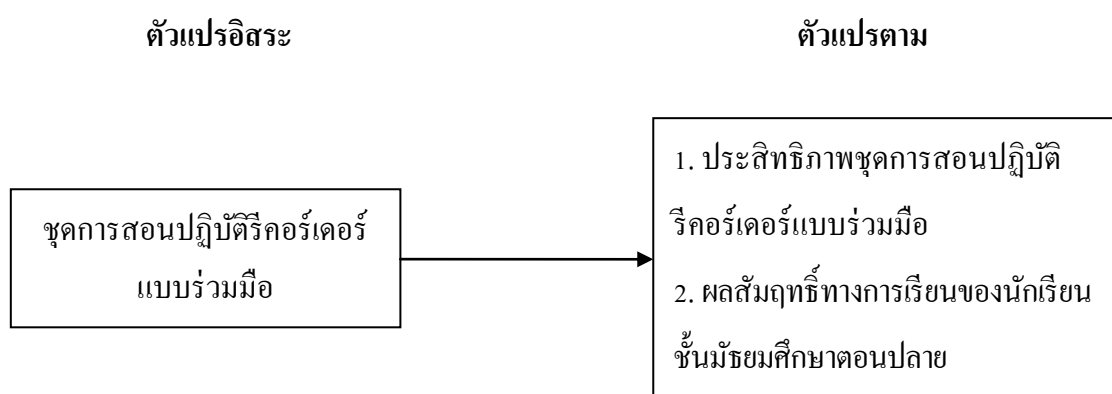 ตัวแปรอิสระ
ตัวแปรตาม
ชุดการสอนปฏิบัติรีคอร์เดอร์
แบบร่วมมือ
1. ประสิทธิภาพชุดการสอนปฏิบัติ
รีคอร์เดอร์แบบร่วมมือ
2. ผลสัมฤทธิ์ทางการเรียนของนักเรียน
ชั้นมัธยมศึกษาตอนปลาย